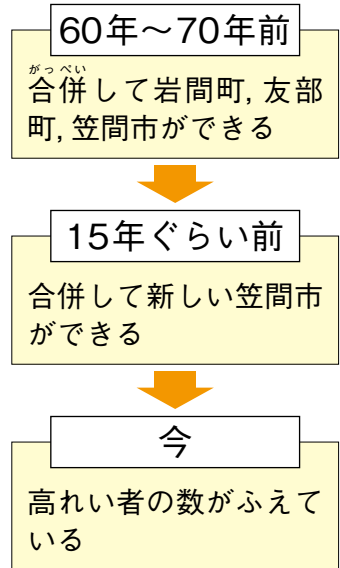 60年～70年前
がっぺい
合併して岩間町, 友部
町, 笠間市ができる
15年ぐらい前
合併して新しい笠間市
ができる
今
高れい者の数がふえて
いる